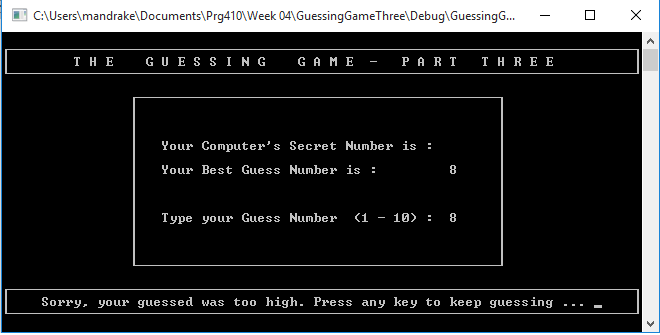 C:\Users\mandrake\Documents\Prg410\Week 04\GuessingGameThree\Debug\GuessingG...
T H E G U E S S I N G G A M E - P A R T T H R E E
Your Computer's Secret Number is :
Your Best Guess Number is : 8
Type your Guess Number (1 - 10) : 8
Sorry, your guessed was too high. Press any key to keep guessing ... _